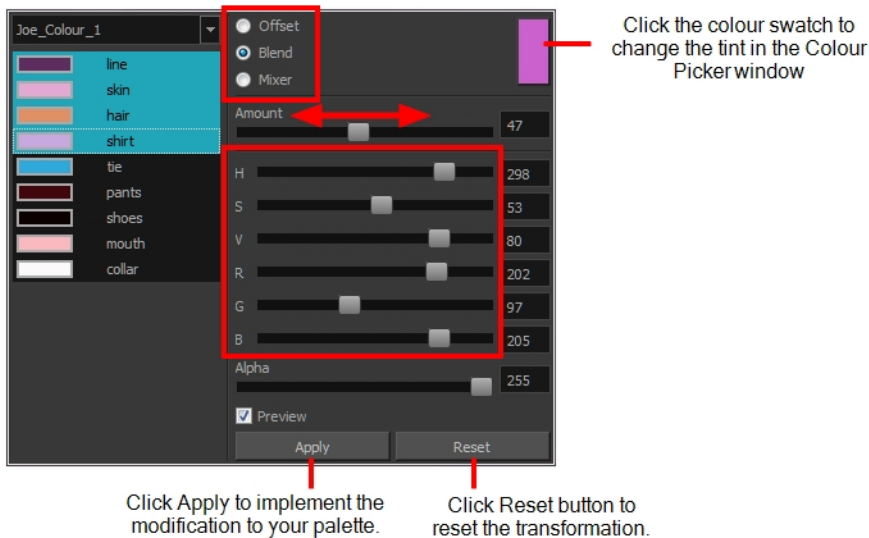 Joe_Colour_1
line
skin
hair
shirt
tie
pants
shoes
mouth
collar
Offset
Blend
Mixer
Amount
47
H
298
S
53
V
80
R
202
G
97
B
205
Alpha
255
Preview
Apply
Reset
Click the colour swatch to
change the tint in the Colour
Picker window
Click Apply to implement the
modification to your palette.
Click Reset button to
reset the transformation.